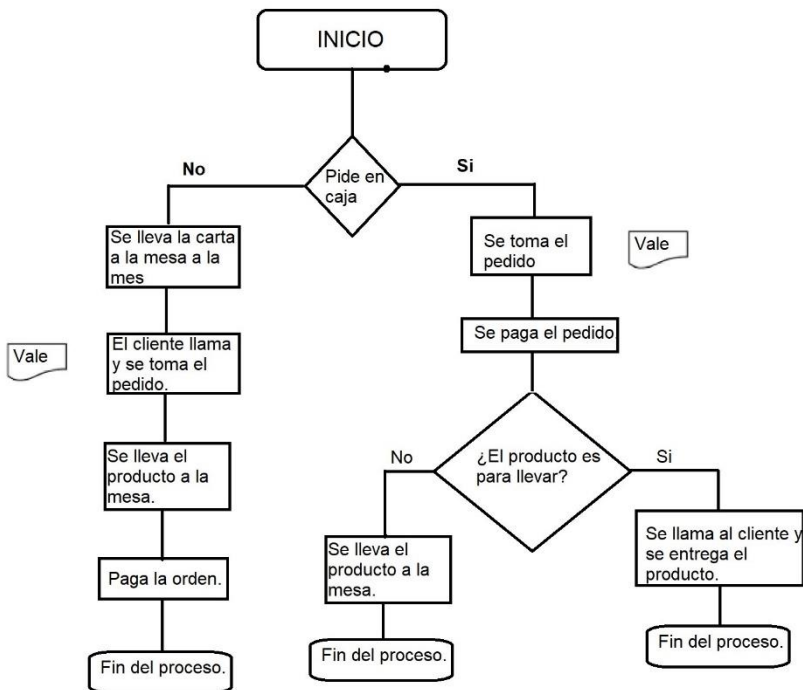 INICIO
Pide en
caja
No
Si
Se lleva la carta
a la mesa a la
mes
Vale
El cliente llama
y se toma el
pedido.
Se lleva el
producto a la
mesa.
Paga la orden.
Fin del proceso.
Se toma el
pedido
Vale
Se paga el pedido
¿El producto es
para llevar?
No
Si
Se lleva el
producto a la
mesa.
Fin del proceso.
Se llama al cliente y
se entrega el
producto.
Fin del proceso.